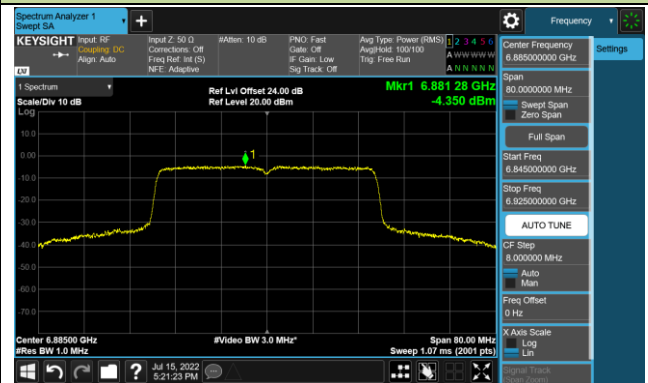 Spectrum Analyzer 1
Swept SA
+
Frequency
KEYSIGHT
Input: RF
Coupling: DC
Align: Auto
Input Z: 50 Ω
Corrections: Off
Freq Ref: Int (S)
NFE: Adaptive
#Atten: 10 dB
PNO: Fast
Gate: Off
IF Gain: Low
Sig Track: Off
Avg Type: Power (RMS)
Avg|Hold: 100/100
Trig: Free Run
1 2 3 4 5 6
A W W W W W
A N N N N N
LXI
1 Spectrum
Scale/Div 10 dB
Log
Ref Lvl Offset 24.00 dB
Ref Level 20.00 dBm
Mkr1 6.881 28 GHz
-4.350 dBm
10.0
0.00
-10.0
-20.0
-30.0
-40.0
-50.0
-60.0
-70.0
1
Center 6.88500 GHz
#Res BW 1.0 MHz
#Video BW 3.0 MHz*
Span 80.00 MHz
Sweep 1.07 ms (2001 pts)
Jul 15, 2022
5:21:23 PM
?
Center Frequency
6.885000000 GHz
Settings
Span
80.0000000 MHz
Swept Span
Zero Span
Full Span
Start Freq
6.845000000 GHz
Stop Freq
6.925000000 GHz
AUTO TUNE
CF Step
8.000000 MHz
Auto
Man
Freq Offset
0 Hz
X Axis Scale
Log
Lin
Signal Track
(Span Zoom)